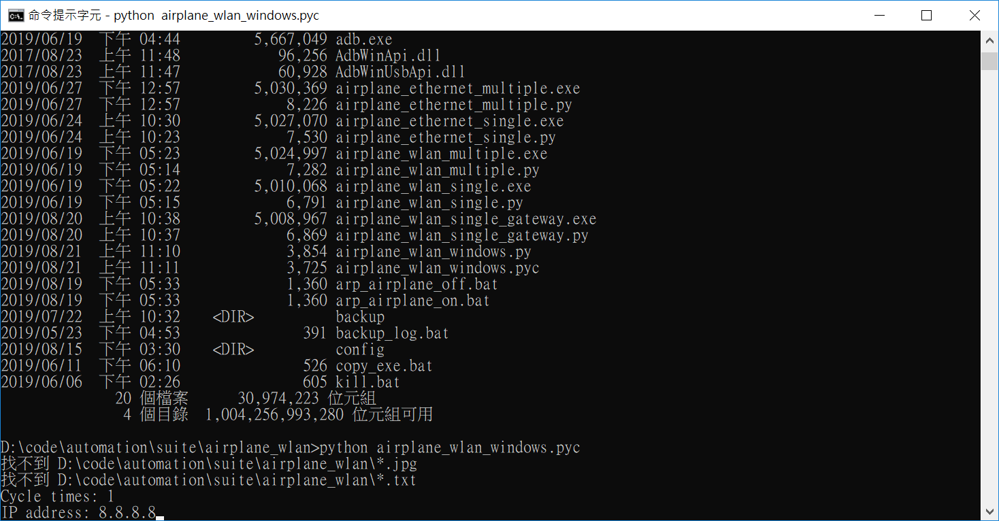 命令提示字元 - python  airplane_wlan_windows.pyc
2019/06/19  下午 04:44         5,667,049 adb.exe
2017/08/23  上午 11:48            96,256 AdbWinApi.dll
2017/08/23  上午 11:47            60,928 AdbWinUsbApi.dll
2019/06/27  下午 12:57         5,030,369 airplane_ethernet_multiple.exe
2019/06/27  下午 12:57             8,226 airplane_ethernet_multiple.py
2019/06/24  上午 10:30         5,027,070 airplane_ethernet_single.exe
2019/06/24  上午 10:23             7,530 airplane_ethernet_single.py
2019/06/19  下午 05:23         5,024,997 airplane_wlan_multiple.exe
2019/06/19  下午 05:14             7,282 airplane_wlan_multiple.py
2019/06/19  下午 05:22         5,010,068 airplane_wlan_single.exe
2019/06/19  下午 05:15             6,791 airplane_wlan_single.py
2019/08/20  上午 10:38         5,008,967 airplane_wlan_single_gateway.exe
2019/08/20  上午 10:37             6,869 airplane_wlan_single_gateway.py
2019/08/21  上午 11:10             3,854 airplane_wlan_windows.py
2019/08/21  上午 11:11             3,725 airplane_wlan_windows.pyc
2019/08/19  下午 05:33             1,360 arp_airplane_off.bat
2019/08/19  下午 05:33             1,360 arp_airplane_on.bat
2019/07/22  上午 10:32    <DIR>          backup
2019/05/23  下午 04:53               391 backup_log.bat
2019/08/15  下午 03:30    <DIR>          config
2019/06/11  下午 06:10               526 copy_exe.bat
2019/06/06  下午 02:26               605 kill.bat
              20 個檔案      30,974,223 位元組
               4 個目錄  1,004,256,993,280 位元組可用
D:\code\automation\suite\airplane_wlan>python airplane_wlan_windows.pyc
找不到 D:\code\automation\suite\airplane_wlan\*.jpg
找不到 D:\code\automation\suite\airplane_wlan\*.txt
Cycle times: 1
IP address: 8.8.8.8